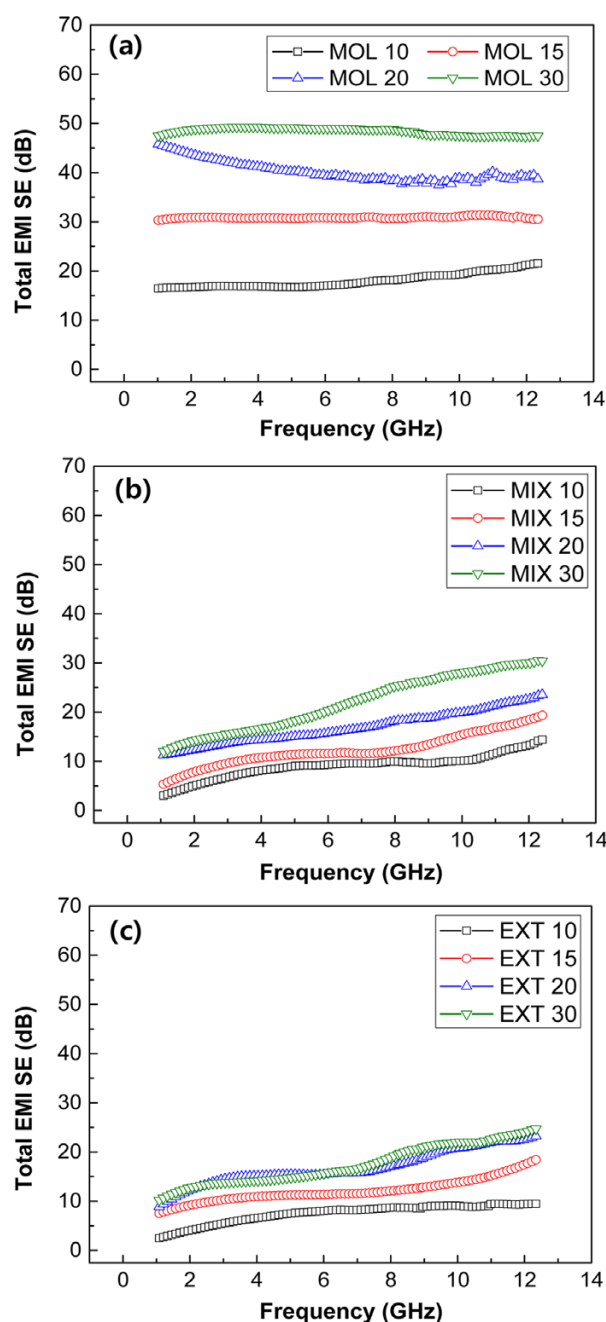 (a)
MOL 10 MOL 15
MOL 20 MOL 30
70
60
50
40
30
20
10
0
Total EMI SE (dB)
0 2 4 6 8 10 12 14
Frequency (GHz)
(b)
MIX 10
MIX 15
MIX 20
MIX 30
70
60
50
40
30
20
10
0
Total EMI SE (dB)
0 2 4 6 8 10 12 14
Frequency (GHz)
(c)
EXT 10
EXT 15
EXT 20
EXT 30
70
60
50
40
30
20
10
0
Total EMI SE (dB)
0 2 4 6 8 10 12 14
Frequency (GHz)